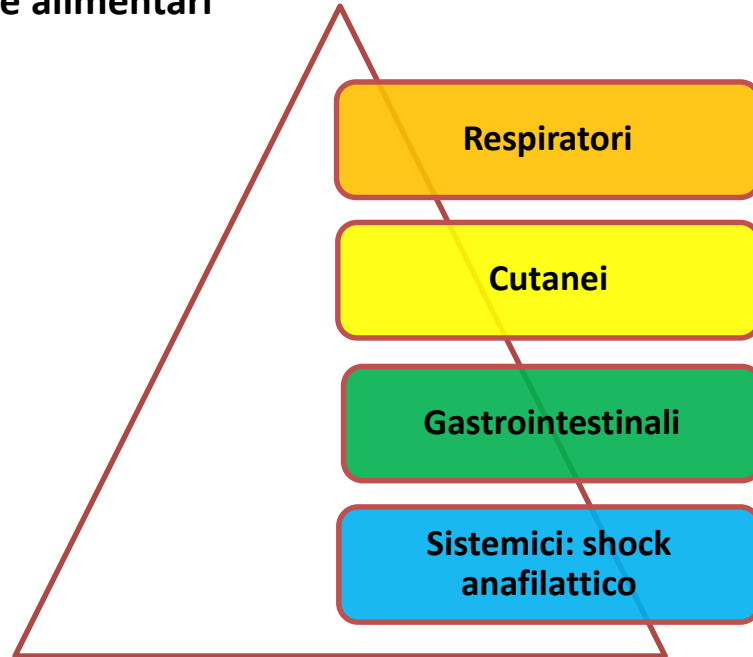 e alimentari
Respiratori
Cutanei
Gastrointestinali
Sistemici: shock
anafilattico